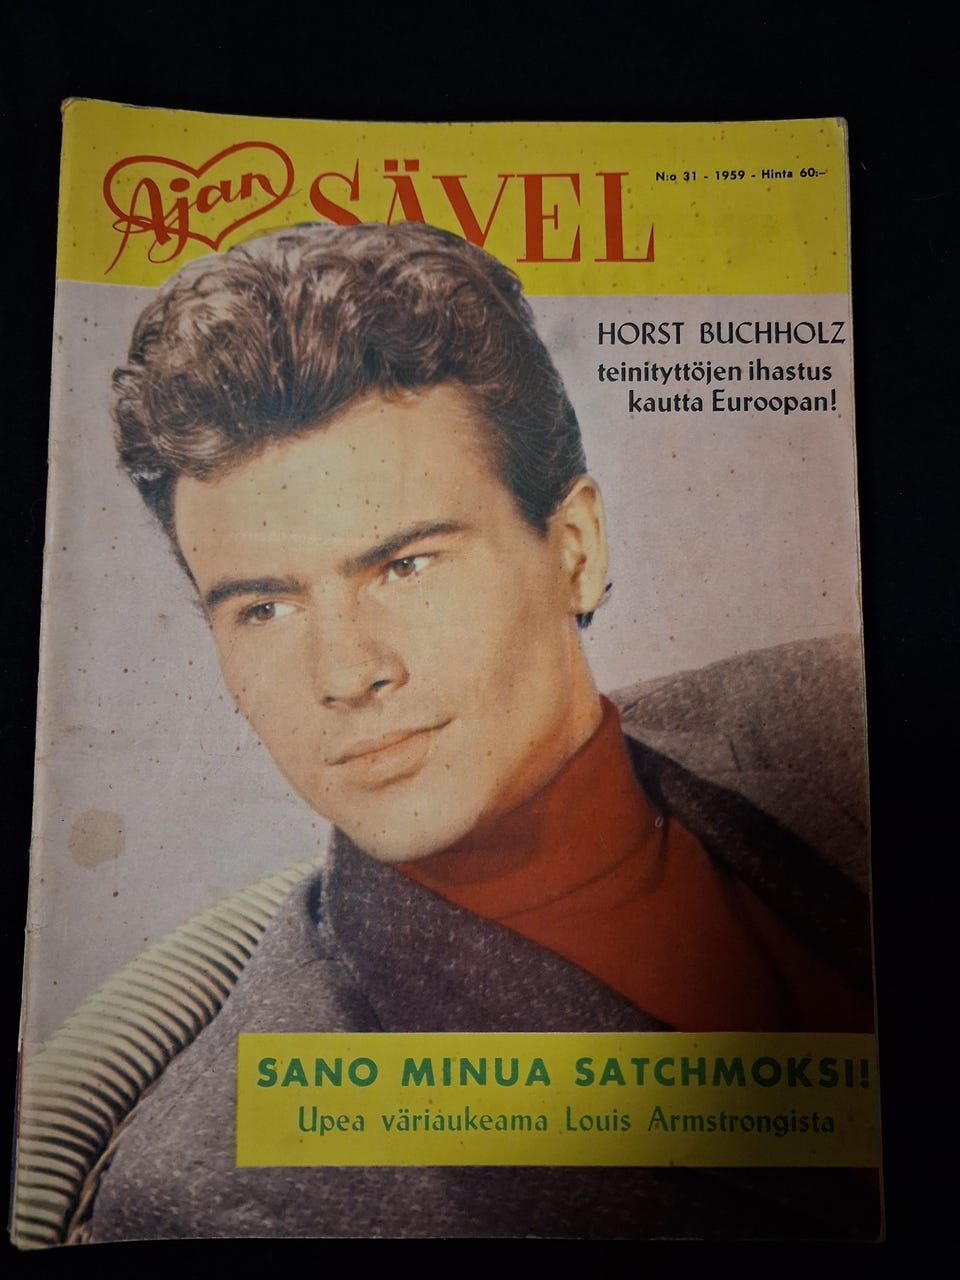 Ajan SÄVEL
N:o 31 - 1959 - Hinta 60:-
HORST BUCHHOLZ
teinityttöjen ihastus
kautta Euroopan!
SANO MINUA SATCHMOKSI!
Upea väriaukeama Louis Armstrongista